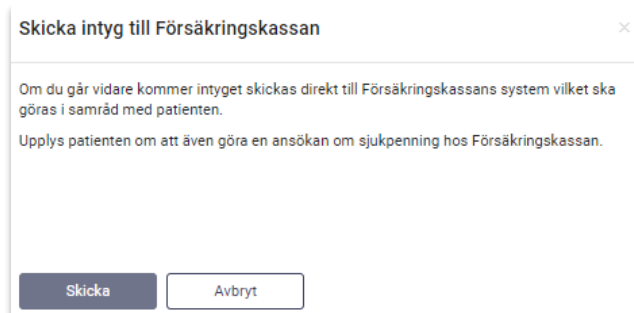 Skicka intyg till Försäkringskassan
Om du går vidare kommer intyget skickas direkt till Försäkringskassans system vilket ska
göras i samråd med patienten.
Upplys patienten om att även göra en ansökan om sjukpenning hos Försäkringskassan.
Skicka
Avbryt